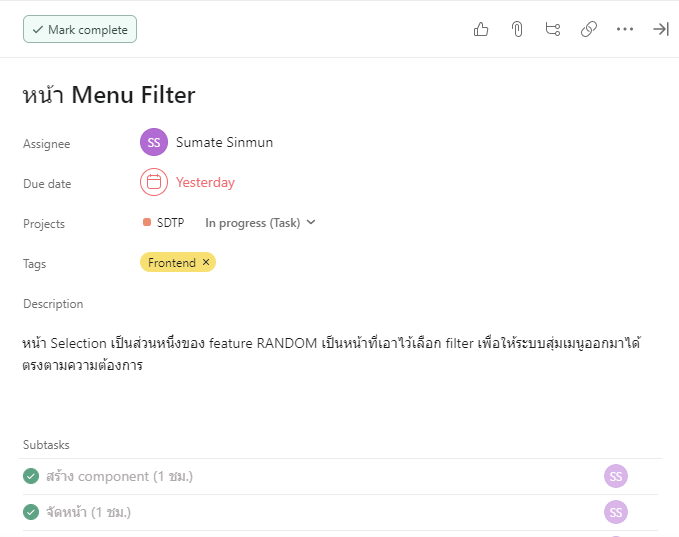 Mark complete
หน้า Menu Filter
Assignee
SS
Sumate Sinmun
Due date
Yesterday
Projects
SDTP
In progress (Task)
Tags
Frontend ×
Description
หน้า Selection เป็นส่วนหนึ่งของ feature RANDOM เป็นหน้าที่เอาไว้เลือก filter เพื่อให้ระบบสุ่มเมนูออกมาได้
ตรงตามความต้องการ
Subtasks
สร้าง component (1 ชม.)
SS
จัดหน้า (1 ชม.)
SS